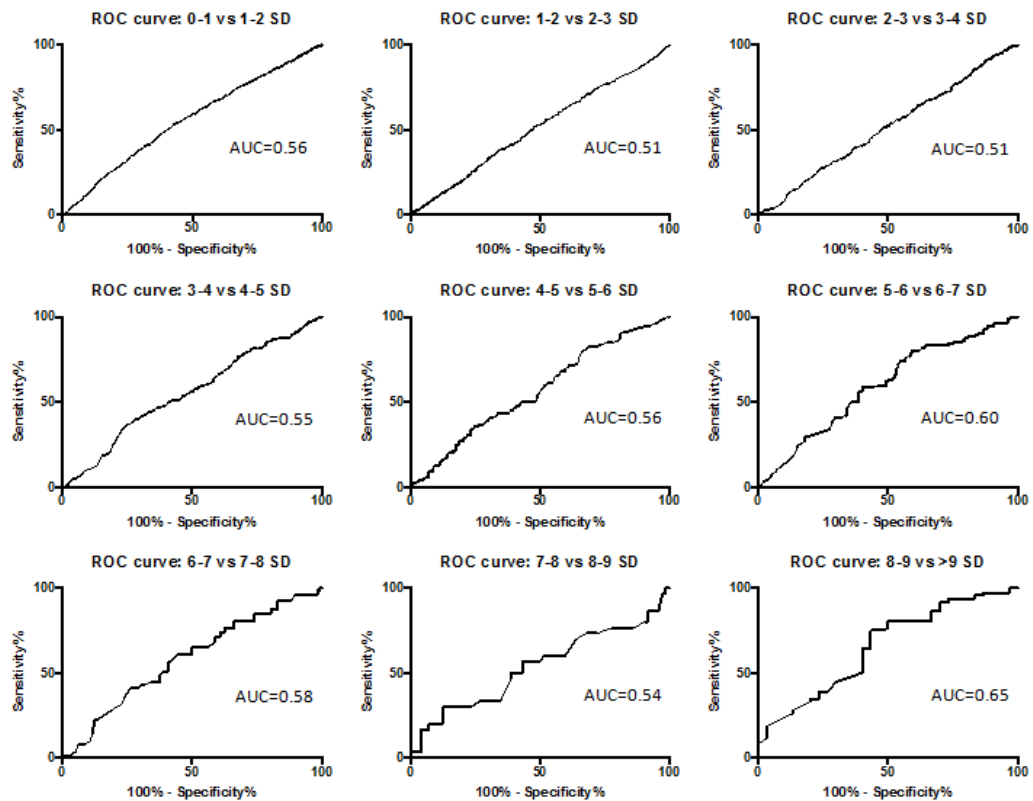 ROC curve: 0-1 vs 1-2 SD
100
50
0
0
50
100
Sensitivity%
100% - Specificity%
AUC=0.56
ROC curve: 1-2 vs 2-3 SD
100
50
0
0
50
100
Sensitivity%
100% - Specificity%
AUC=0.51
ROC curve: 2-3 vs 3-4 SD
100
50
0
0
50
100
Sensitivity%
100% - Specificity%
AUC=0.51
ROC curve: 3-4 vs 4-5 SD
100
50
0
0
50
100
Sensitivity%
100% - Specificity%
AUC=0.55
ROC curve: 4-5 vs 5-6 SD
100
50
0
0
50
100
Sensitivity%
100% - Specificity%
AUC=0.56
ROC curve: 5-6 vs 6-7 SD
100
50
0
0
50
100
Sensitivity%
100% - Specificity%
AUC=0.60
ROC curve: 6-7 vs 7-8 SD
100
50
0
0
50
100
Sensitivity%
100% - Specificity%
AUC=0.58
ROC curve: 7-8 vs 8-9 SD
100
50
0
0
50
100
Sensitivity%
100% - Specificity%
AUC=0.54
ROC curve: 8-9 vs >9 SD
100
50
0
0
50
100
Sensitivity%
100% - Specificity%
AUC=0.65